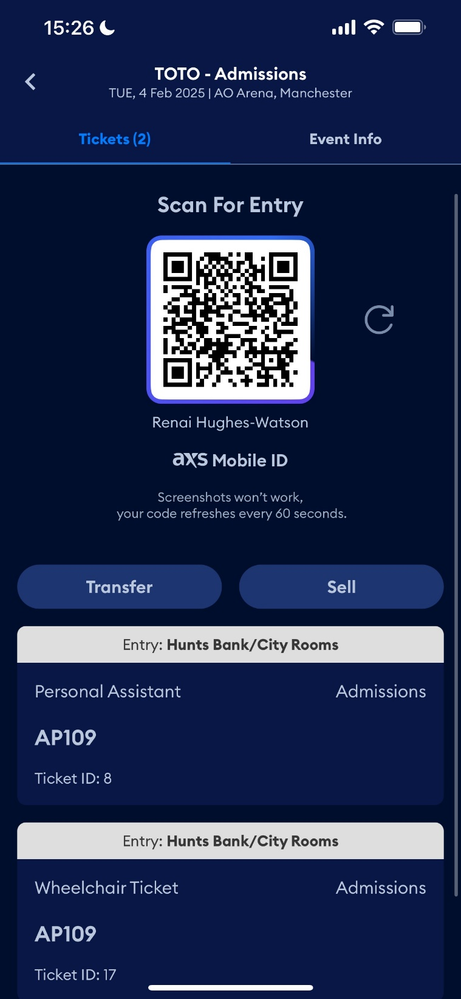 15:26
TOTO - Admissions
TUE, 4 Feb 2025 | AO Arena, Manchester
Tickets (2)
Event Info
Scan For Entry
Renai Hughes-Watson
axs Mobile ID
Screenshots won't work,
your code refreshes every 60 seconds.
Transfer
Sell
Entry: Hunts Bank/City Rooms
Personal Assistant
Admissions
AP109
Ticket ID: 8
Entry: Hunts Bank/City Rooms
Wheelchair Ticket
Admissions
AP109
Ticket ID: 17